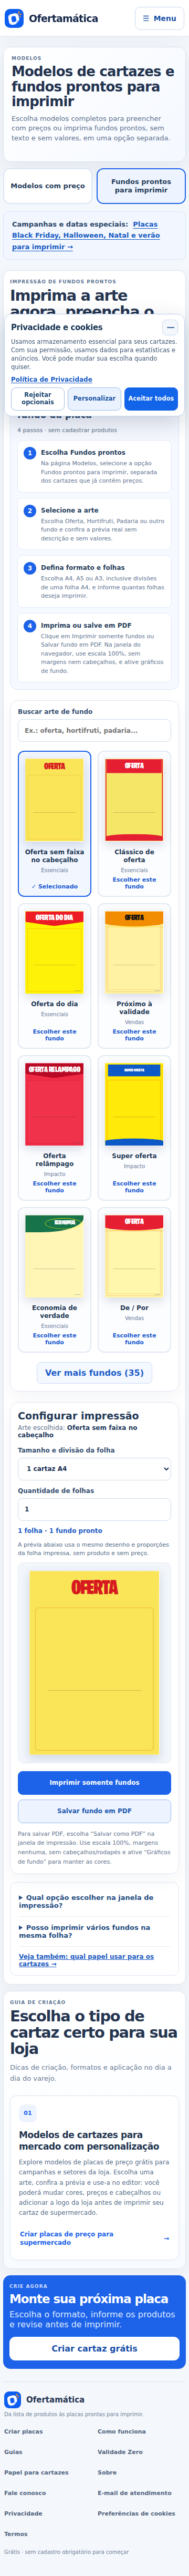 Ofertamática
☰ Menu
MODELOS
Modelos de cartazes e
fundos prontos para
imprimir
Escolha modelos completos para preencher
com preços ou imprima fundos prontos, sem
texto e sem valores, em uma opção separada.
Modelos com preço
Fundos prontos
para imprimir
Campanhas e datas especiais: Placas
Black Friday, Halloween, Natal e verão
para imprimir →
IMPRESSÃO DE FUNDOS PRONTOS
Imprima a arte
agora, preencha o
Privacidade e cookies
—
Usamos armazenamento essencial para salvar cartazes.
Com sua permissão, usamos dados para estatísticas e
anúncios. Você pode mudar sua escolha quando
quiser.
Política de Privacidade
Rejeitar
opcionais
Personalizar
Aceitar todos
fundo da placa
4 passos · sem cadastrar produtos
1
Escolha Fundos prontos
Na página Modelos, selecione a opção
Fundos prontos para imprimir, separada
dos cartazes que já contêm preços.
2
Selecione a arte
Escolha Oferta, Hortifruti, Padaria ou outro
fundo e confira a prévia real sem
descrição e sem valores.
3
Defina formato e folhas
Escolha A4, A5 ou A3, inclusive divisões
de uma folha A4, e informe quantas folhas
deseja imprimir.
4
Imprima ou salve em PDF
Clique em Imprimir somente fundos ou
Salvar fundo em PDF. Na janela do
navegador, use escala 100%, sem
margens nem cabeçalhos, e ative gráficos
de fundo.
Buscar arte de fundo
Ex.: oferta, hortifruti, padaria...
OFERTA
Oferta sem faixa
no cabeçalho
Essenciais
✓ Selecionado
OFERTA
Clássico de
oferta
Essenciais
Escolher este
fundo
OFERTA DO DIA
Oferta do dia
Essenciais
Escolher este
fundo
OFERTA
Próximo à
validade
Vendas
Escolher este
fundo
OFERTA RELÂMPAGO
Oferta
relâmpago
Impacto
Escolher este
fundo
SUPER OFERTA
Super oferta
Impacto
Escolher este
fundo
ECONOMIA
Economia de
verdade
Essenciais
Escolher este
fundo
OFERTA
De / Por
Vendas
Escolher este
fundo
Ver mais fundos (35)
Configurar impressão
Arte escolhida: Oferta sem faixa no
cabeçalho
Tamanho e divisão da folha
1 cartaz A4
Quantidade de folhas
1
1 folha · 1 fundo pronto
A prévia abaixo usa o mesmo desenho e proporções
da folha impressa, sem produto e sem preço.
OFERTA
Imprimir somente fundos
Salvar fundo em PDF
Para salvar PDF, escolha “Salvar como PDF” na
janela de impressão. Use escala 100%, margens
nenhuma, sem cabeçalhos/rodapés e ative “Gráficos
de fundo” para manter as cores.
▸ Qual opção escolher na janela de
impressão?
▸ Posso imprimir vários fundos na
mesma folha?
Veja também: qual papel usar para os
cartazes →
GUIA DE CRIAÇÃO
Escolha o tipo de
cartaz certo para sua
loja
Dicas de criação, formatos e aplicação no dia a
dia do varejo.
01
Modelos de cartazes para
mercado com personalização
Explore modelos de placas de preço grátis para
campanhas e setores da loja. Escolha uma
arte, confira a prévia e use-a no editor: você
poderá mudar cores, preços e cabeçalhos ou
adicionar a logo da loja antes de imprimir seu
cartaz de supermercado.
Criar placas de preço para
supermercado
→
CRIE AGORA
Monte sua próxima placa
Escolha o formato, informe os produtos
e revise antes de imprimir.
Criar cartaz grátis
Ofertamática
Da lista de produtos às placas prontas para imprimir.
Criar placas
Como funciona
Guias
Validade Zero
Papel para cartazes
Sobre
Fale conosco
E-mail de atendimento
Privacidade
Preferências de cookies
Termos
Grátis · sem cadastro obrigatório para começar